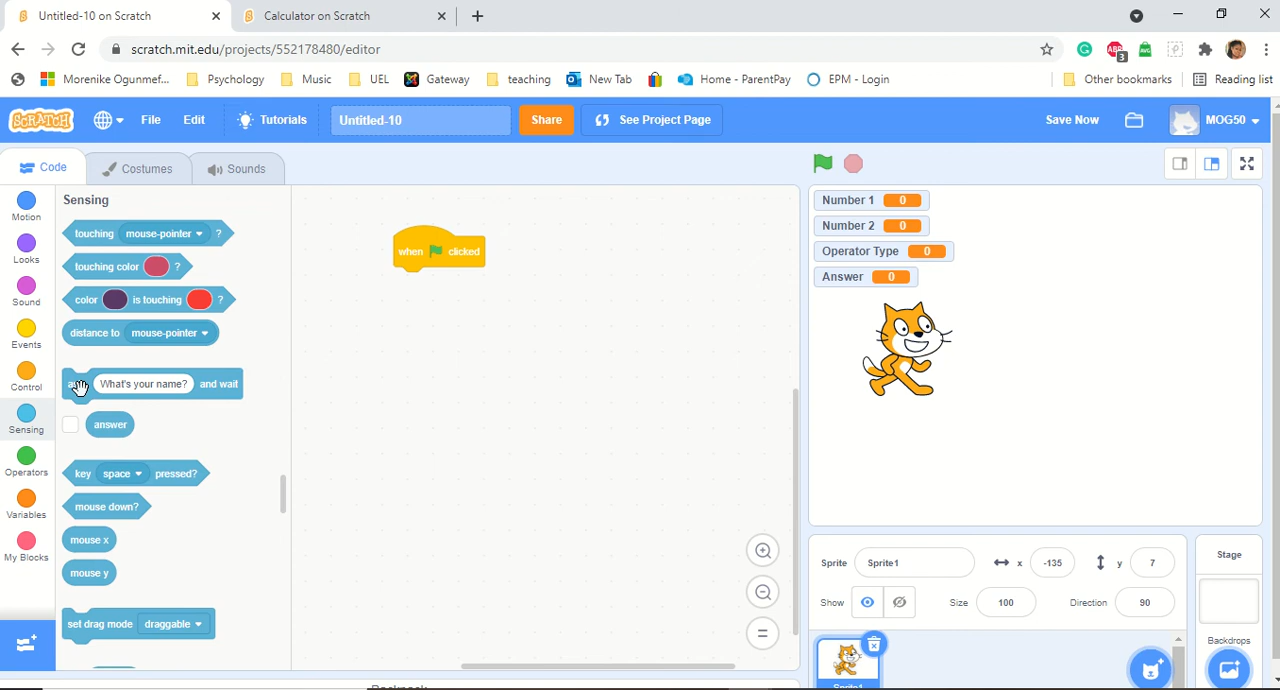 Untitled-10 on Scratch
Calculator on Scratch
scratch.mit.edu/projects/552178480/editor
3
Morenike Ogunmef...
Psychology
Music
UEL
Gateway
teaching
New Tab
Home - ParentPay
EPM - Login
Other bookmarks
Reading list
SCRATCH
File
Edit
Tutorials
Untitled-10
Share
See Project Page
Save Now
MOG50
Code
Costumes
Sounds
Motion
Looks
Sound
Events
Control
Sensing
Operators
Variables
My Blocks
Sensing
touching mouse-pointer ?
touching color ?
color is touching ?
distance to mouse-pointer
What's your name? and wait
answer
key space pressed?
mouse down?
mouse x
mouse y
set drag mode draggable
when clicked
Number 1 0
Number 2 0
Operator Type 0
Answer 0
Sprite Sprite1 x -135 y 7
Show Size 100 Direction 90
Stage
Backdrops
Sprite1
Backpack